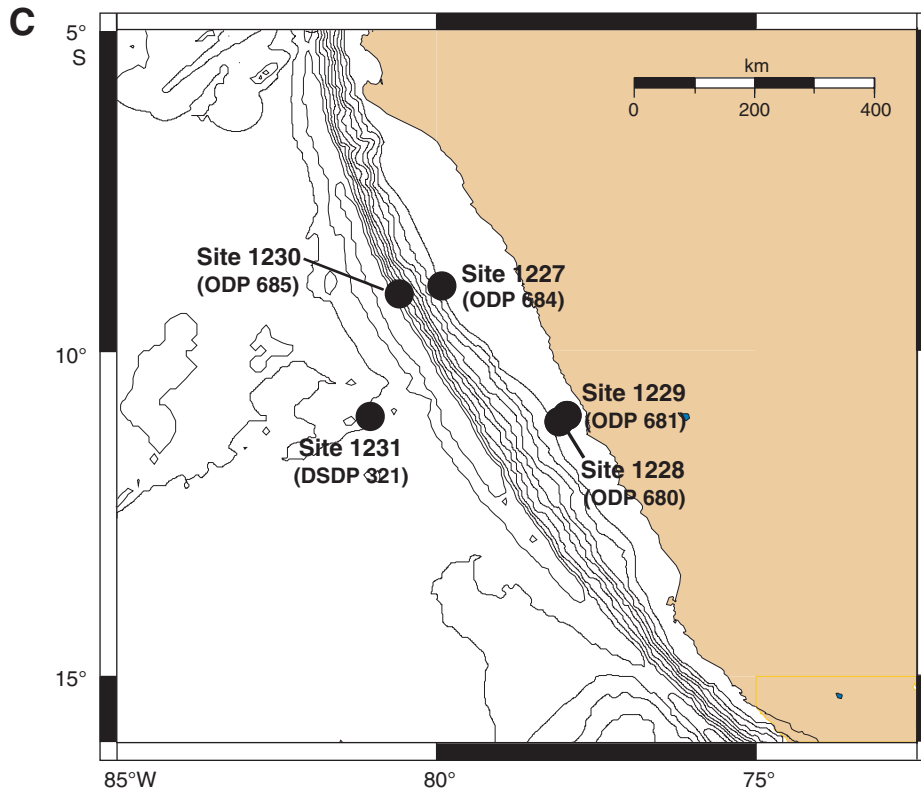 C
5°
S
km
0
200
400
Site 1230
(ODP 685)
Site 1227
(ODP 684)
10°
Site 1229
(ODP 681)
Site 1231
(DSDP 321)
Site 1228
(ODP 680)
15°
85°W
80°
75°